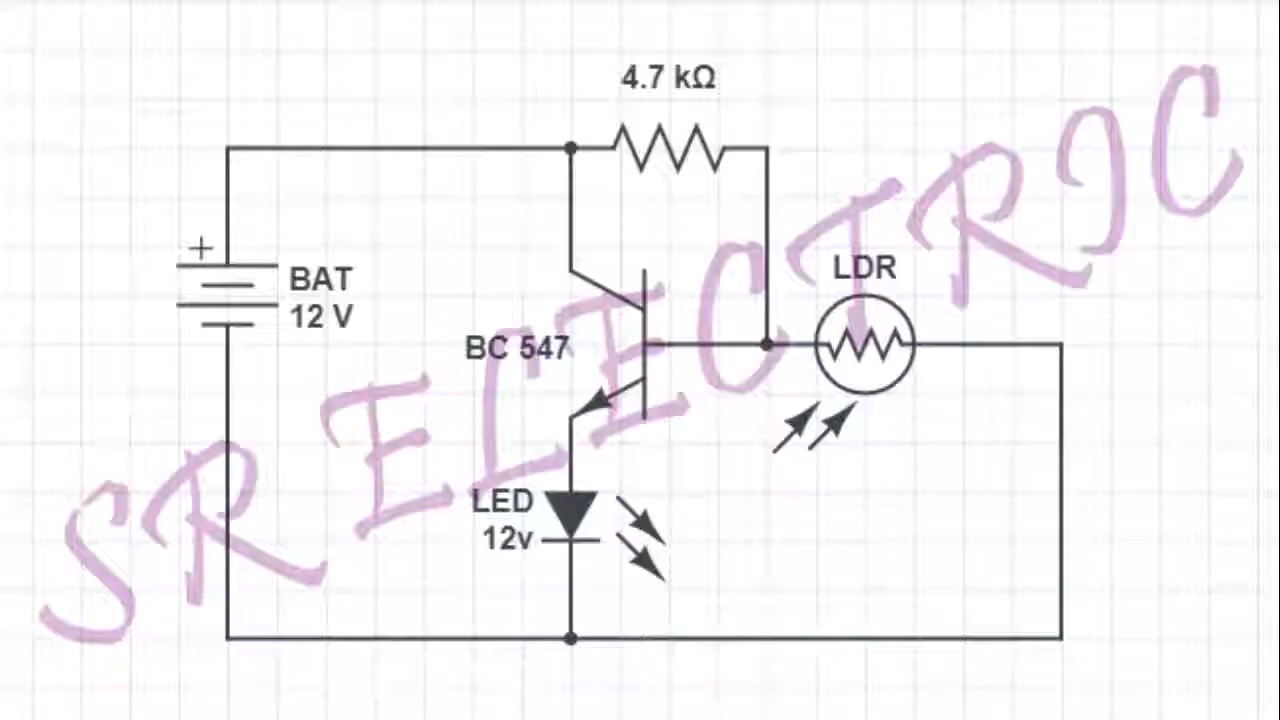 4.7 kΩ
+
BAT
12 V
LDR
BC 547
LED
12v
SR ELECTRIC